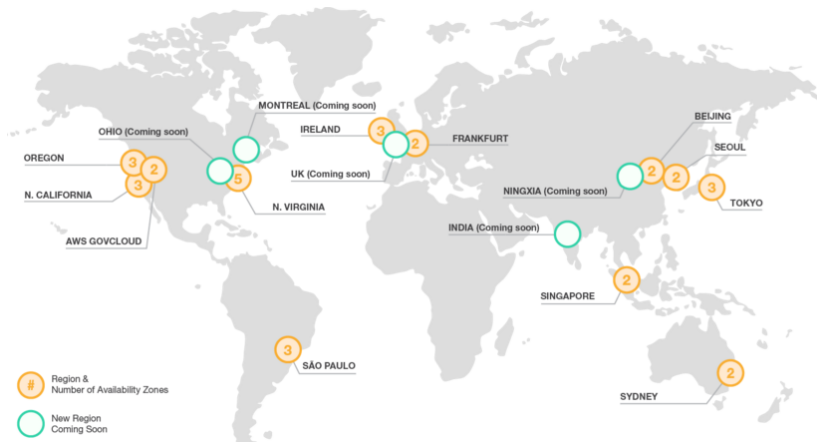 MONTREAL (Coming soon)
OHIO (Coming soon)
OREGON
3
2
N. CALIFORNIA
3
AWS GOVCLOUD
5
N. VIRGINIA
IRELAND
3
2
FRANKFURT
UK (Coming soon)
BEIJING
2
SEOUL
2
NINGXIA (Coming soon)
3
TOKYO
INDIA (Coming soon)
2
SINGAPORE
3
SÃO PAULO
2
SYDNEY
# Region &
Number of Availability Zones
New Region
Coming Soon